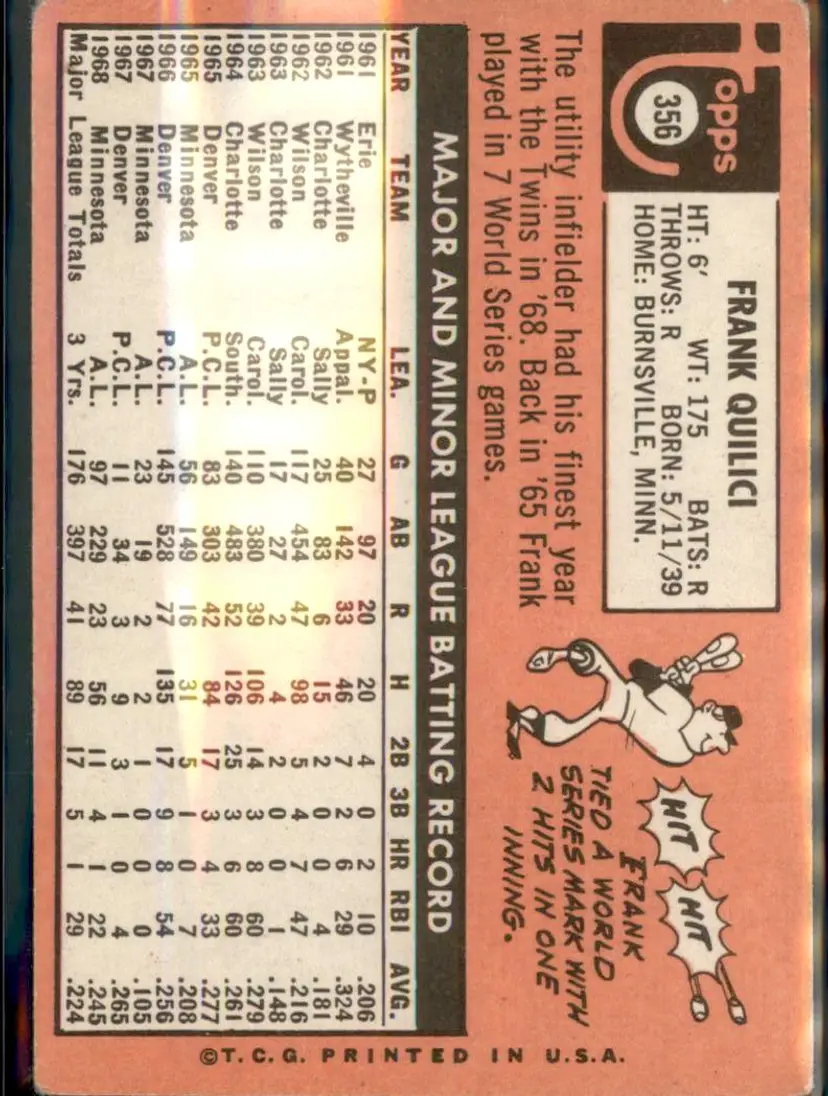 Topps
356
FRANK QUILICI
HT: 6' WT: 175 BATS: R
THROWS: R BORN: 5/11/39
HOME: BURNSVILLE, MINN.
The utility infielder had his finest year
with the Twins in '68. Back in '65 Frank
played in 7 World Series games.
HIT
HIT
FRANK
TIED A WORLD
SERIES MARK WITH
2 HITS IN ONE
INNING.
MAJOR AND MINOR LEAGUE BATTING RECORD
YEAR TEAM LEA. G AB R H 2B 3B HR RBI AVG.
1961 Erie NY-P 27 97 20 20 4 0 2 10 .206
1961 Wytheville Appal. 40 142 33 46 7 2 6 29 .324
1962 Charlotte Sally 25 83 6 15 2 0 0 4 .181
1962 Wilson Carol. 117 454 47 98 5 4 7 47 .216
1963 Charlotte Sally 17 27 2 4 2 0 0 1 .148
1963 Wilson Carol. 110 380 39 106 14 3 8 60 .279
1964 Charlotte South. 140 483 52 126 25 3 6 60 .261
1965 Denver P.C.L. 83 303 42 84 17 3 4 33 .277
1965 Minnesota A.L. 56 149 16 31 5 1 0 7 .208
1966 Denver P.C.L. 145 528 77 135 17 9 8 54 .256
1967 Minnesota A.L. 23 19 2 2 1 0 0 0 .105
1967 Denver P.C.L. 11 34 3 9 3 1 0 4 .265
1968 Minnesota A.L. 97 229 23 56 11 4 1 22 .245
Major League Totals 3 Yrs. 176 397 41 89 17 5 1 29 .224
©T.C.G. PRINTED IN U.S.A.